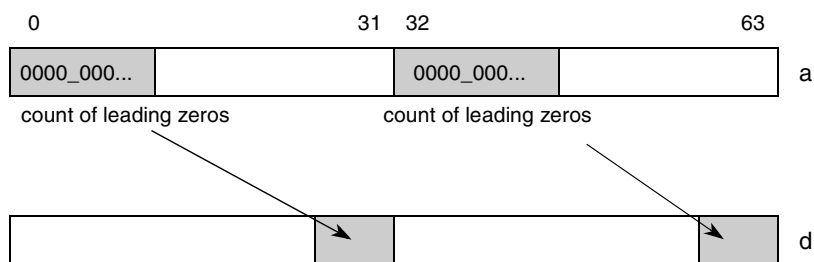 0 31 32 63
0000_000... 0000_000... a
count of leading zeros count of leading zeros
d